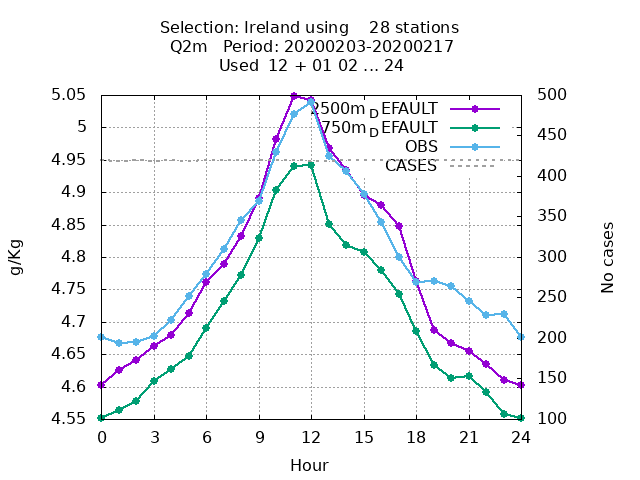 Selection: Ireland using 28 stations
Q2m Period: 20200203-20200217
Used 12 + 01 02 ... 24
5.05
5
4.95
4.9
4.85
4.8
4.75
4.7
4.65
4.6
4.55
g/Kg
2500m_DEFAULT
750m_DEFAULT
OBS
CASES
500
450
400
350
300
250
200
150
100
No cases
0 3 6 9 12 15 18 21 24
Hour